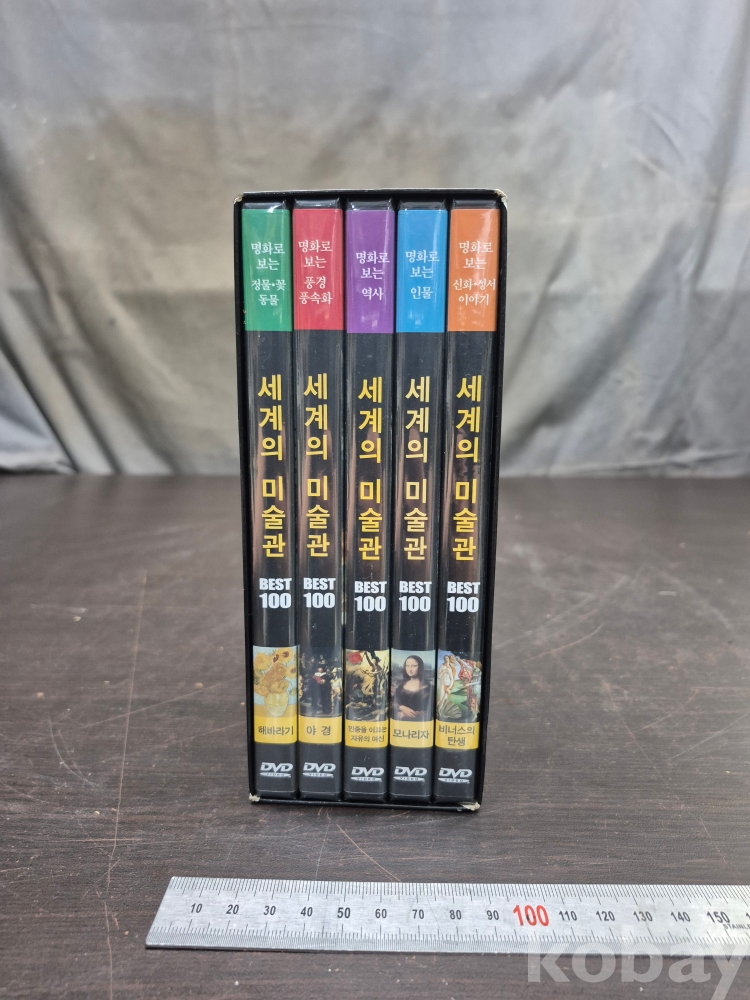 명화로
보는
정물·꽃
동물
세계의 미술관
BEST
100
해바라기
DVD
VIDEO
명화로
보는
풍경
풍속화
세계의 미술관
BEST
100
야경
DVD
VIDEO
명화로
보는
역사
세계의 미술관
BEST
100
민중을 이끄는
자유의 여신
DVD
VIDEO
명화로
보는
인물
세계의 미술관
BEST
100
모나리자
DVD
VIDEO
명화로
보는
신화·성서
이야기
세계의 미술관
BEST
100
비너스의
탄생
DVD
VIDEO
10 20 30 40 50 60 70 80 90 100 110 120 130 140 150
kobay